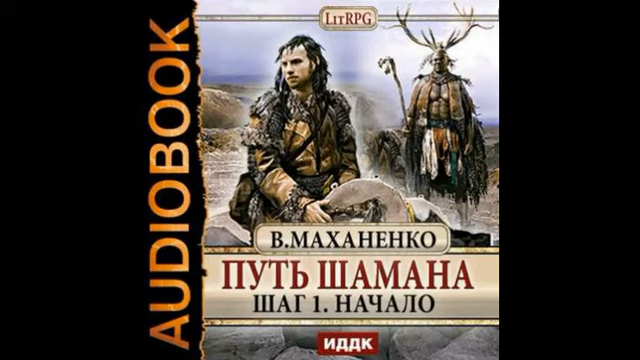 AUDIOBOOK
LITRPG
В.МАХАНЕНКО
ПУТЬ ШАМАНА
ШАГ 1. НАЧАЛО
ИДДК